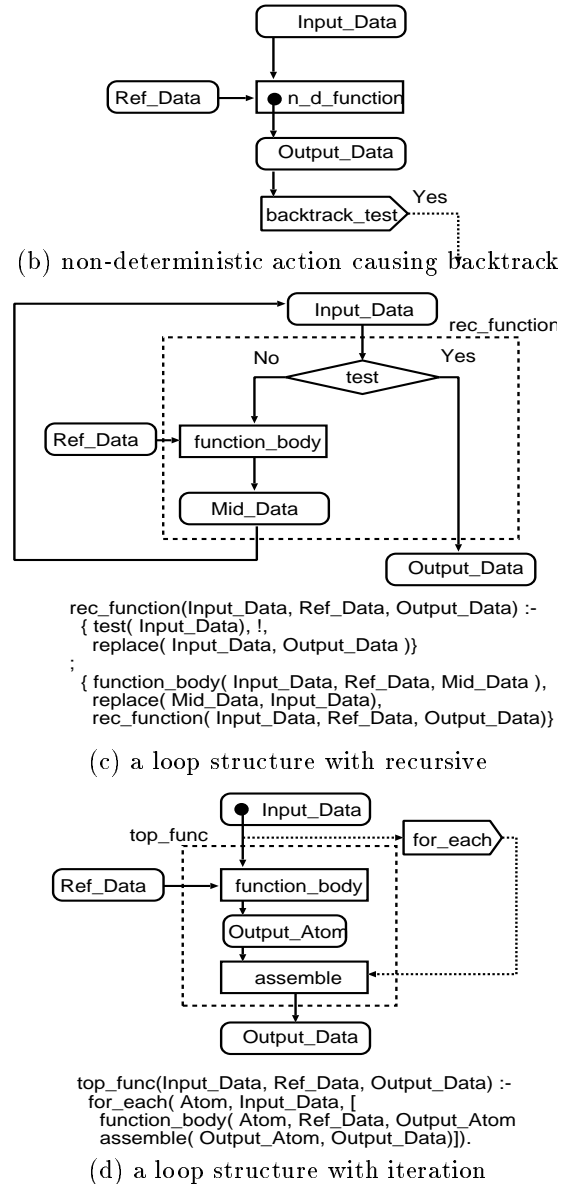 Input_Data
Ref_Data
n_d_function
Output_Data
Yes
backtrack_test
(b) non-deterministic action causing backtrack
Input_Data
rec_function
No
Yes
test
Ref_Data
function_body
Mid_Data
Output_Data
rec_function(Input_Data, Ref_Data, Output_Data) :-
{ test( Input_Data), !,
replace( Input_Data, Output_Data )}
;
{ function_body( Input_Data, Ref_Data, Mid_Data ),
replace( Mid_Data, Input_Data),
rec_function( Input_Data, Ref_Data, Output_Data)}
(c) a loop structure with recursive
Input_Data
top_func
for_each
Ref_Data
function_body
Output_Atom
assemble
Output_Data
top_func(Input_Data, Ref_Data, Output_Data) :-
for_each( Atom, Input_Data, [
function_body( Atom, Ref_Data, Output_Atom
assemble( Output_Atom, Output_Data)]).
(d) a loop structure with iteration